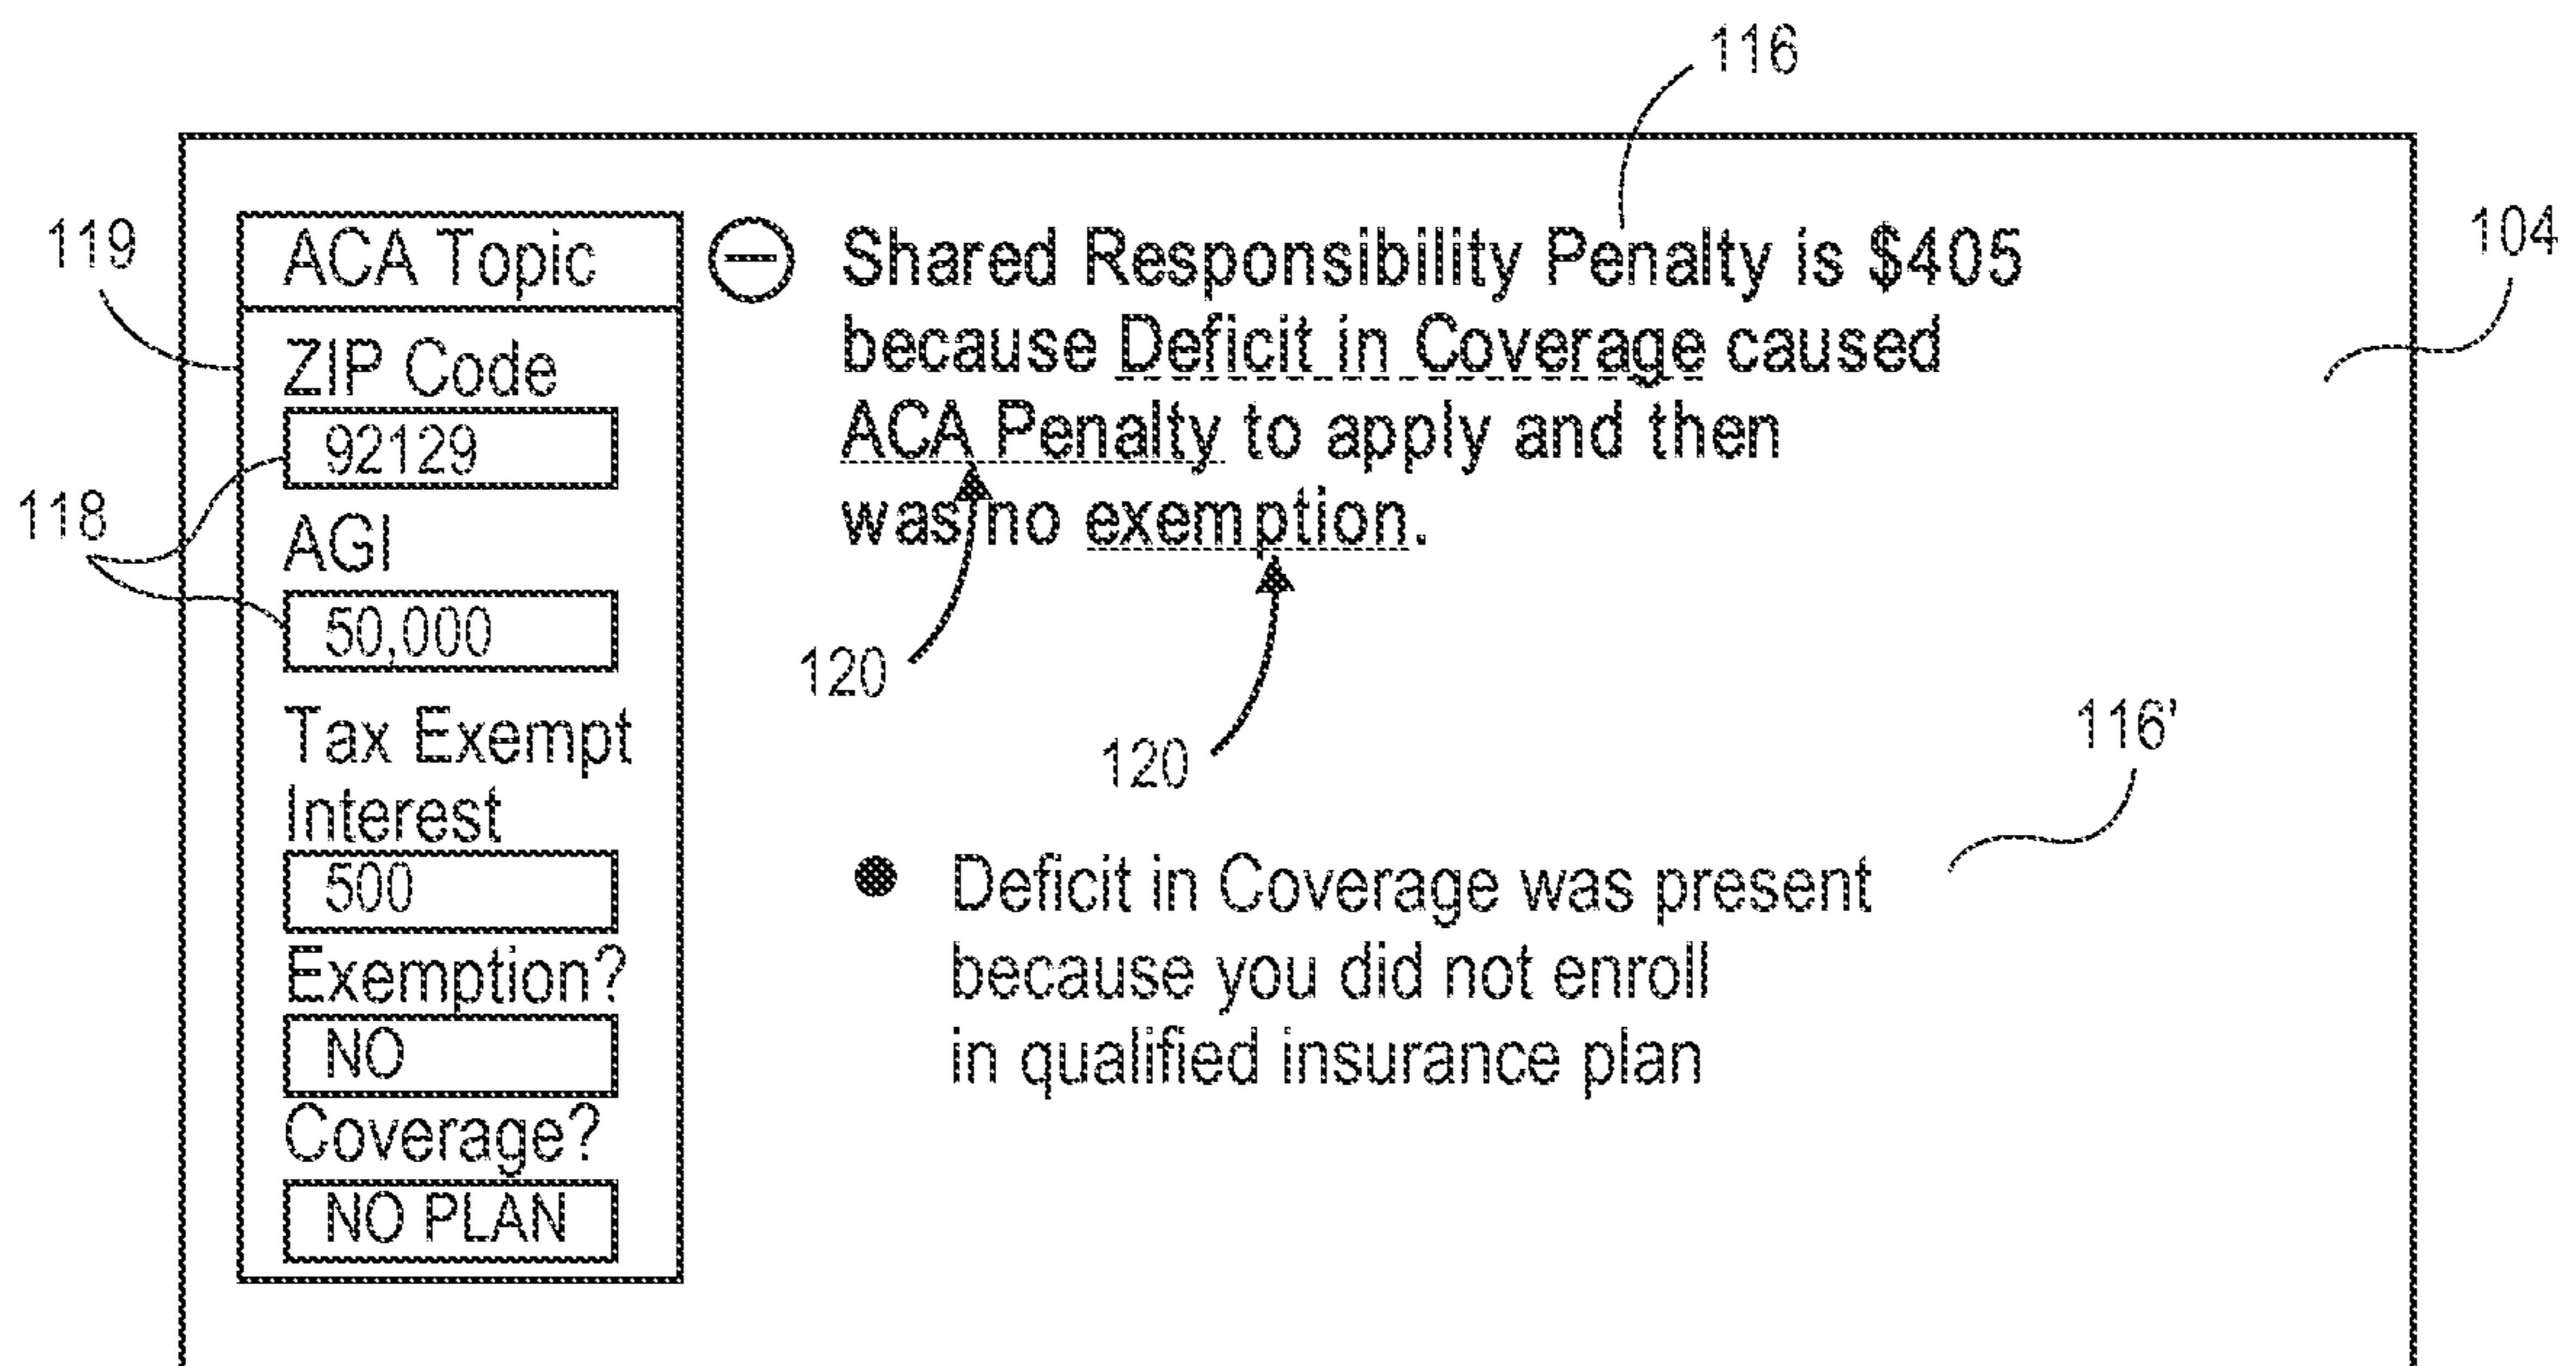 116
119
104
118
ACA Topic
ZIP Code
92129
AGI
50,000
Tax Exempt
Interest
500
Exemption?
NO
Coverage?
NO PLAN
Shared Responsibility Penalty is $405
because Deficit in Coverage caused
ACA Penalty to apply and then
was no exemption.
120
120
116'
Deficit in Coverage was present
because you did not enroll
in qualified insurance plan